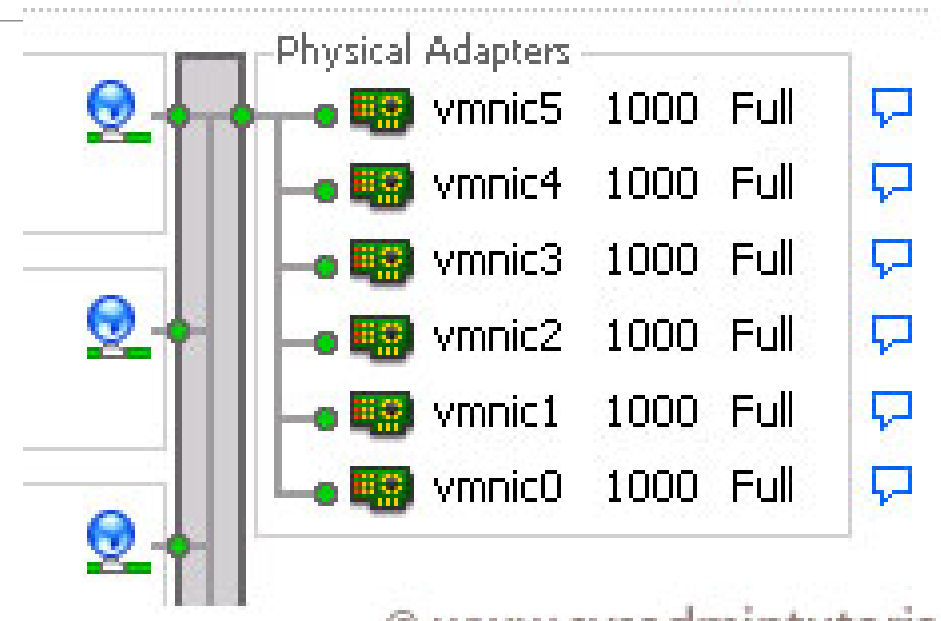 Physical Adapters
vmnic5 1000 Full
vmnic4 1000 Full
vmnic3 1000 Full
vmnic2 1000 Full
vmnic1 1000 Full
vmnic0 1000 Full